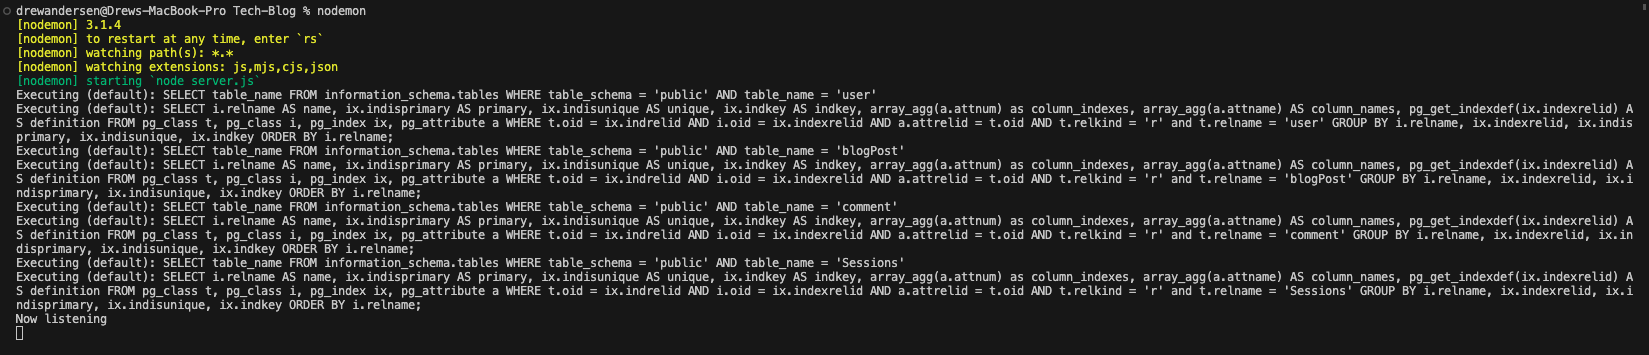 drewandersen@Drews-MacBook-Pro Tech-Blog % nodemon
[nodemon] 3.1.4
[nodemon] to restart at any time, enter `rs`
[nodemon] watching path(s): *.*
[nodemon] watching extensions: js,mjs,cjs,json
[nodemon] starting `node server.js`
Executing (default): SELECT table_name FROM information_schema.tables WHERE table_schema = 'public' AND table_name = 'user'
Executing (default): SELECT i.relname AS name, ix.indisprimary AS primary, ix.indisunique AS unique, ix.indkey AS indkey, array_agg(a.attnum) as column_indexes, array_agg(a.attname) AS column_names, pg_get_indexdef(ix.indexrelid) A
S definition FROM pg_class t, pg_class i, pg_index ix, pg_attribute a WHERE t.oid = ix.indrelid AND i.oid = ix.indexrelid AND a.attrelid = t.oid AND t.relkind = 'r' and t.relname = 'user' GROUP BY i.relname, ix.indexrelid, ix.indis
primary, ix.indisunique, ix.indkey ORDER BY i.relname;
Executing (default): SELECT table_name FROM information_schema.tables WHERE table_schema = 'public' AND table_name = 'blogPost'
Executing (default): SELECT i.relname AS name, ix.indisprimary AS primary, ix.indisunique AS unique, ix.indkey AS indkey, array_agg(a.attnum) as column_indexes, array_agg(a.attname) AS column_names, pg_get_indexdef(ix.indexrelid) A
S definition FROM pg_class t, pg_class i, pg_index ix, pg_attribute a WHERE t.oid = ix.indrelid AND i.oid = ix.indexrelid AND a.attrelid = t.oid AND t.relkind = 'r' and t.relname = 'blogPost' GROUP BY i.relname, ix.indexrelid, ix.i
ndisprimary, ix.indisunique, ix.indkey ORDER BY i.relname;
Executing (default): SELECT table_name FROM information_schema.tables WHERE table_schema = 'public' AND table_name = 'comment'
Executing (default): SELECT i.relname AS name, ix.indisprimary AS primary, ix.indisunique AS unique, ix.indkey AS indkey, array_agg(a.attnum) as column_indexes, array_agg(a.attname) AS column_names, pg_get_indexdef(ix.indexrelid) A
S definition FROM pg_class t, pg_class i, pg_index ix, pg_attribute a WHERE t.oid = ix.indrelid AND i.oid = ix.indexrelid AND a.attrelid = t.oid AND t.relkind = 'r' and t.relname = 'comment' GROUP BY i.relname, ix.indexrelid, ix.in
disprimary, ix.indisunique, ix.indkey ORDER BY i.relname;
Executing (default): SELECT table_name FROM information_schema.tables WHERE table_schema = 'public' AND table_name = 'Sessions'
Executing (default): SELECT i.relname AS name, ix.indisprimary AS primary, ix.indisunique AS unique, ix.indkey AS indkey, array_agg(a.attnum) as column_indexes, array_agg(a.attname) AS column_names, pg_get_indexdef(ix.indexrelid) A
S definition FROM pg_class t, pg_class i, pg_index ix, pg_attribute a WHERE t.oid = ix.indrelid AND i.oid = ix.indexrelid AND a.attrelid = t.oid AND t.relkind = 'r' and t.relname = 'Sessions' GROUP BY i.relname, ix.indexrelid, ix.i
ndisprimary, ix.indisunique, ix.indkey ORDER BY i.relname;
Now listening